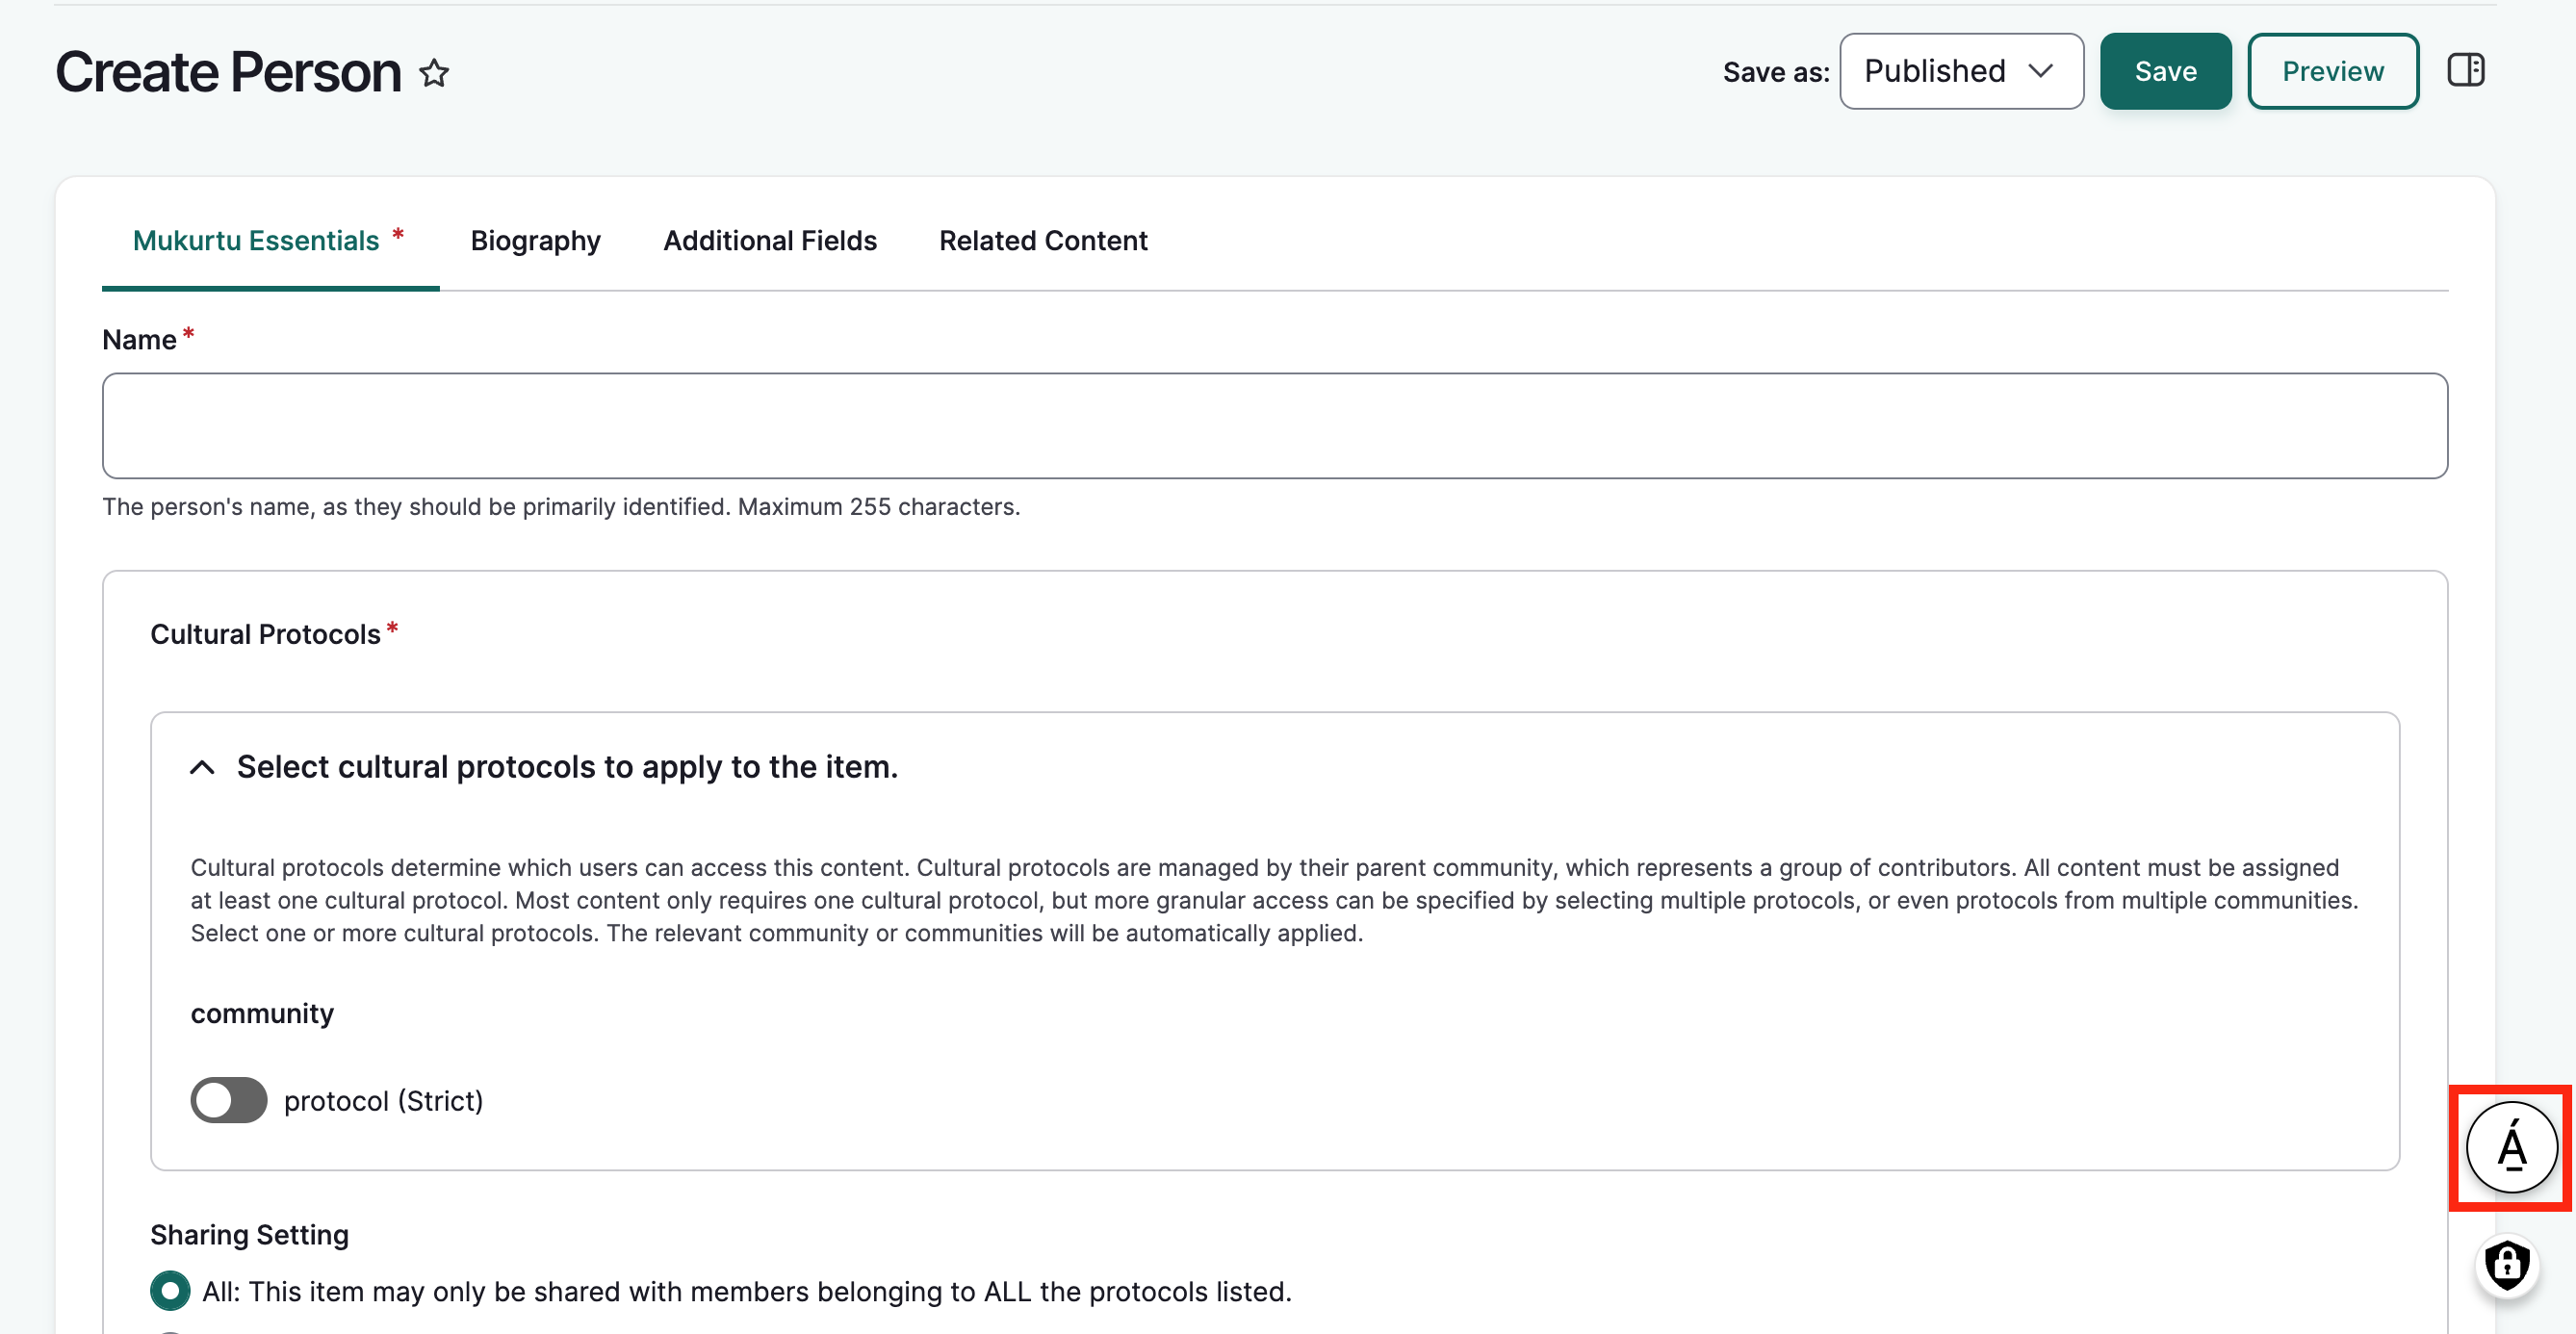 Create Person
Save as: Published Save Preview
Mukurtu Essentials * Biography Additional Fields Related Content
Name*
The person's name, as they should be primarily identified. Maximum 255 characters.
Cultural Protocols*
Select cultural protocols to apply to the item.
Cultural protocols determine which users can access this content. Cultural protocols are managed by their parent community, which represents a group of contributors. All content must be assigned
at least one cultural protocol. Most content only requires one cultural protocol, but more granular access can be specified by selecting multiple protocols, or even protocols from multiple communities.
Select one or more cultural protocols. The relevant community or communities will be automatically applied.
community
protocol (Strict)
Á̱
Sharing Setting
All: This item may only be shared with members belonging to ALL the protocols listed.